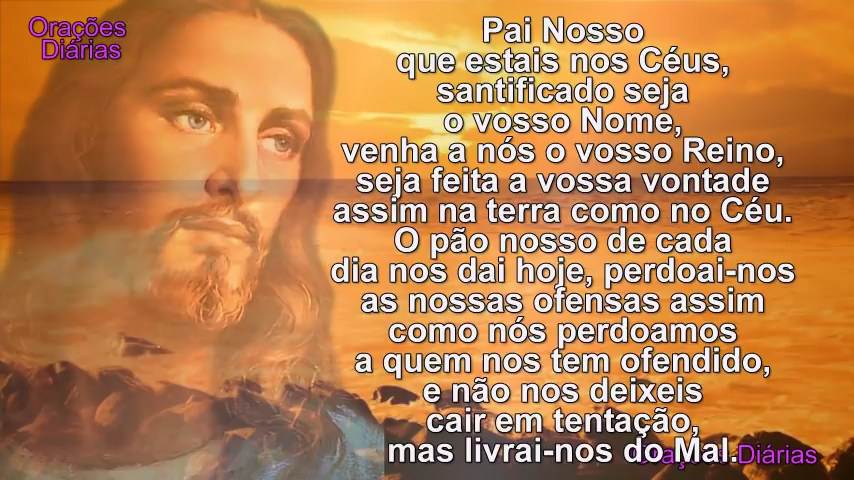 Orações
Diárias
Pai Nosso
que estais nos Céus,
santificado seja
o vosso Nome,
venha a nós o vosso Reino,
seja feita a vossa vontade
assim na terra como no Céu.
O pão nosso de cada
dia nos dai hoje, perdoai-nos
as nossas ofensas assim
como nós perdoamos
a quem nos tem ofendido,
e não nos deixeis
cair em tentação,
mas livrai-nos do Mal.
Orações Diárias